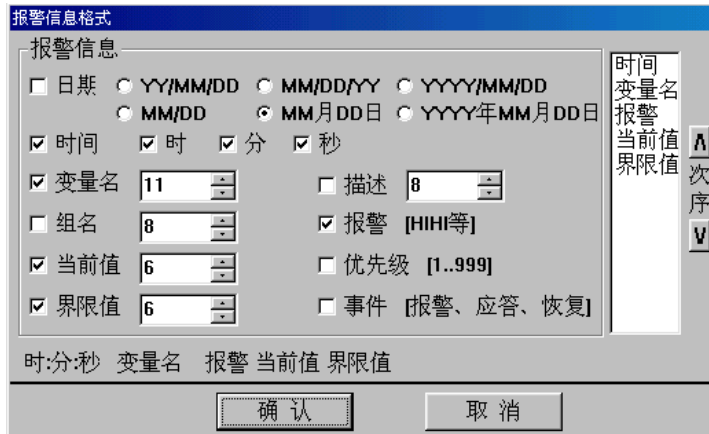 报警信息格式
报警信息
日期 YY/MM/DD MM/DD/YY YYYY/MM/DD
MM/DD MM月DD日 YYYY年MM月DD日
时间 时 分 秒
变量名 11 描述 8
组名 8 报警 [HIHI等]
当前值 6 优先级 [1..999]
界限值 6 事件 [报警、应答、恢复]
时:分:秒 变量名 报警 当前值 界限值
时间
变量名
报警
当前值
界限值
次
序
确 认 取 消